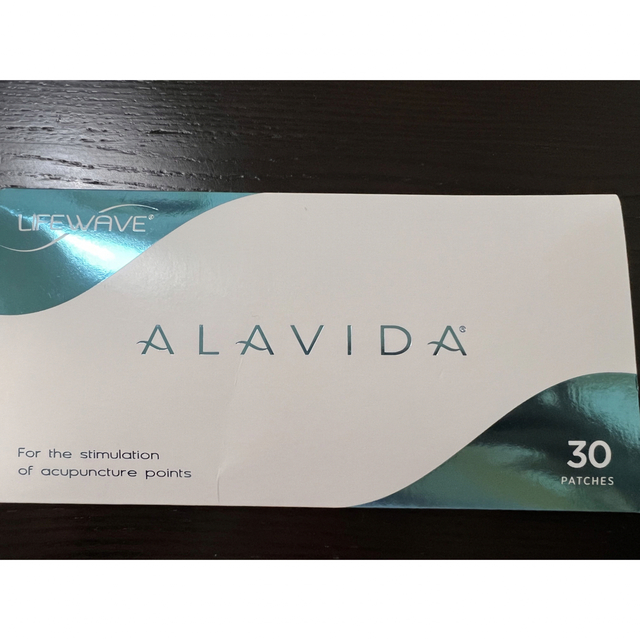 LIFEWAVE®
ALAVIDA®
For the stimulation
of acupuncture points
30
PATCHES